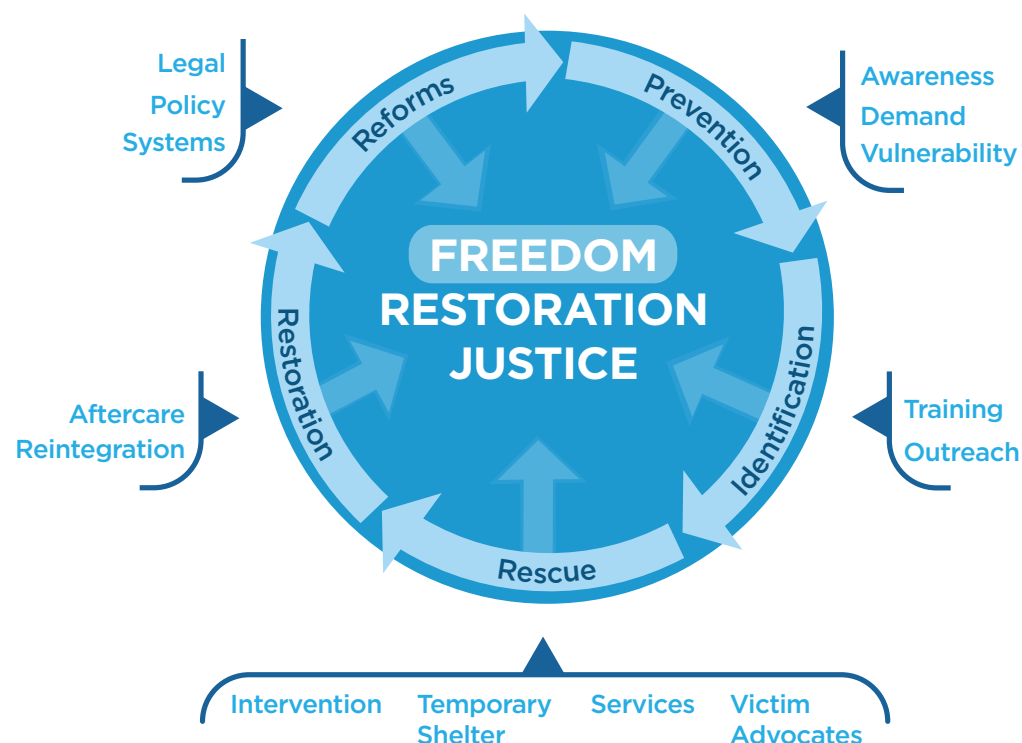 Legal
Policy
Systems
Reforms
Prevention
Awareness
Demand
Vulnerability
FREEDOM
RESTORATION
JUSTICE
Restoration
Identification
Aftercare
Reintegration
Training
Outreach
Rescue
Intervention
Temporary
Shelter
Services
Victim
Advocates